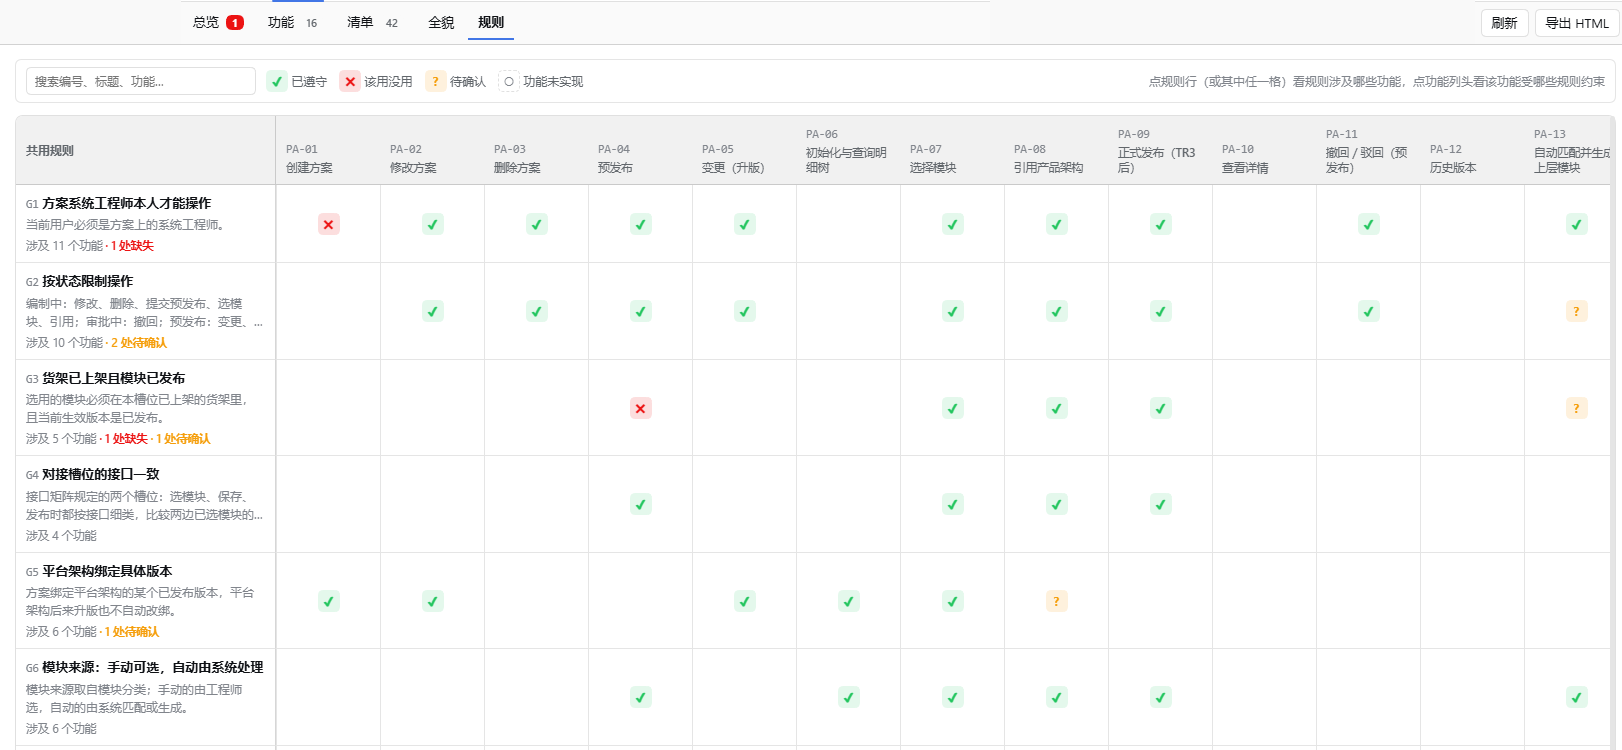 总览 1 功能 16 清单 42 全貌 规则 刷新 导出 HTML
搜索编号、标题、功能... ✓ 已遵守 ✕ 该用没用 ? 待确认 ○ 功能未实现 点规则行（或其中任一格）看规则涉及哪些功能，点功能列头看该功能受哪些规则约束
共用规则
PA-01
创建方案
PA-02
修改方案
PA-03
删除方案
PA-04
预发布
PA-05
变更（升版）
PA-06
初始化与查询明
细树
PA-07
选择模块
PA-08
引用产品架构
PA-09
正式发布（TR3
后）
PA-10
查看详情
PA-11
撤回 / 驳回（预
发布）
PA-12
历史版本
PA-13
自动匹配并生成
上层模块
G1 方案系统工程师本人才能操作
当前用户必须是方案上的系统工程师。
涉及 11 个功能 · 1 处缺失
G2 按状态限制操作
编制中：修改、删除、提交预发布、选模
块、引用；审批中：撤回；预发布：变更、...
涉及 10 个功能 · 2 处待确认
?
G3 货架已上架且模块已发布
选用的模块必须在本槽位已上架的货架里，
且当前生效版本是已发布。
涉及 5 个功能 · 1 处缺失 · 1 处待确认
?
G4 对接槽位的接口一致
接口矩阵规定的两个槽位：选模块、保存、
发布时都按接口细类，比较两边已选模块的...
涉及 4 个功能
G5 平台架构绑定具体版本
方案绑定平台架构的某个已发布版本，平台
架构后来升版也不自动改绑。
涉及 6 个功能 · 1 处待确认
?
G6 模块来源：手动可选，自动由系统处理
模块来源取自模块分类；手动的由工程师
选，自动的由系统匹配或生成。
涉及 6 个功能